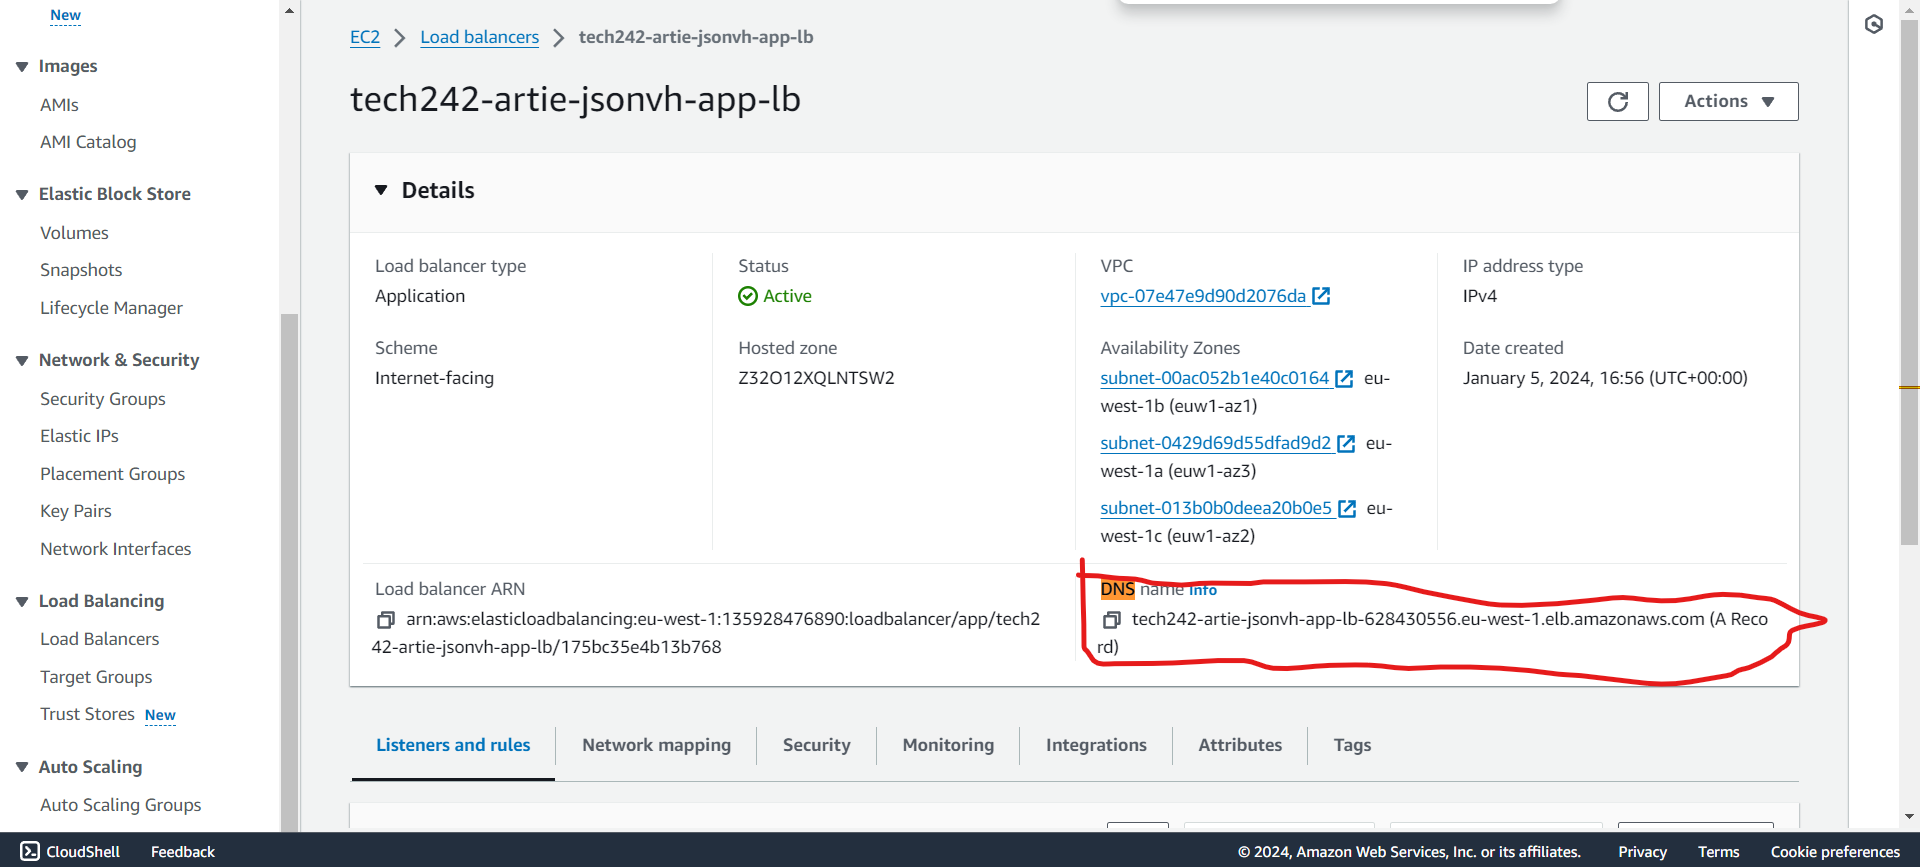 New
Images
AMIs
AMI Catalog
Elastic Block Store
Volumes
Snapshots
Lifecycle Manager
Network & Security
Security Groups
Elastic IPs
Placement Groups
Key Pairs
Network Interfaces
Load Balancing
Load Balancers
Target Groups
Trust Stores New
Auto Scaling
Auto Scaling Groups
EC2 > Load balancers > tech242-artie-jsonvh-app-lb
tech242-artie-jsonvh-app-lb
Actions
Details
Load balancer type
Application
Status
Active
VPC
vpc-07e47e9d90d2076da
IP address type
IPv4
Scheme
Internet-facing
Hosted zone
Z32O12XQLNTSW2
Availability Zones
subnet-00ac052b1e40c0164 eu-
west-1b (euw1-az1)
subnet-0429d69d55dfad9d2 eu-
west-1a (euw1-az3)
subnet-013b0b0deea20b0e5 eu-
west-1c (euw1-az2)
Date created
January 5, 2024, 16:56 (UTC+00:00)
Load balancer ARN
arn:aws:elasticloadbalancing:eu-west-1:135928476890:loadbalancer/app/tech2
42-artie-jsonvh-app-lb/175bc35e4b13b768
DNS name Info
tech242-artie-jsonvh-app-lb-628430556.eu-west-1.elb.amazonaws.com (A Reco
rd)
Listeners and rules
Network mapping
Security
Monitoring
Integrations
Attributes
Tags
CloudShell
Feedback
© 2024, Amazon Web Services, Inc. or its affiliates.
Privacy
Terms
Cookie preferences